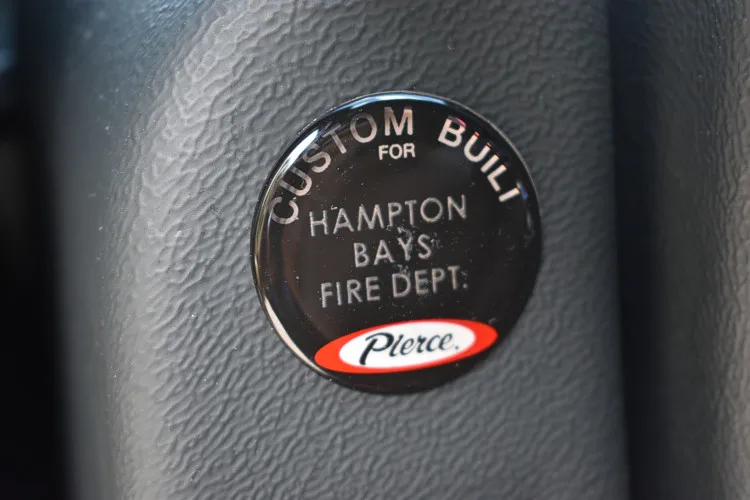 CUSTOM BUILT
FOR
HAMPTON
BAYS
FIRE DEPT.
Pierce.